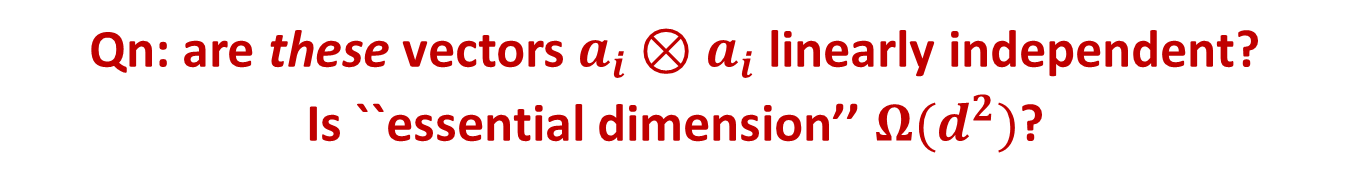 Qn: are these vectors 𝒂ᵢ ⊗ 𝒂ᵢ linearly independent?
Is ``essential dimension’’ 𝛀(𝒅²)?